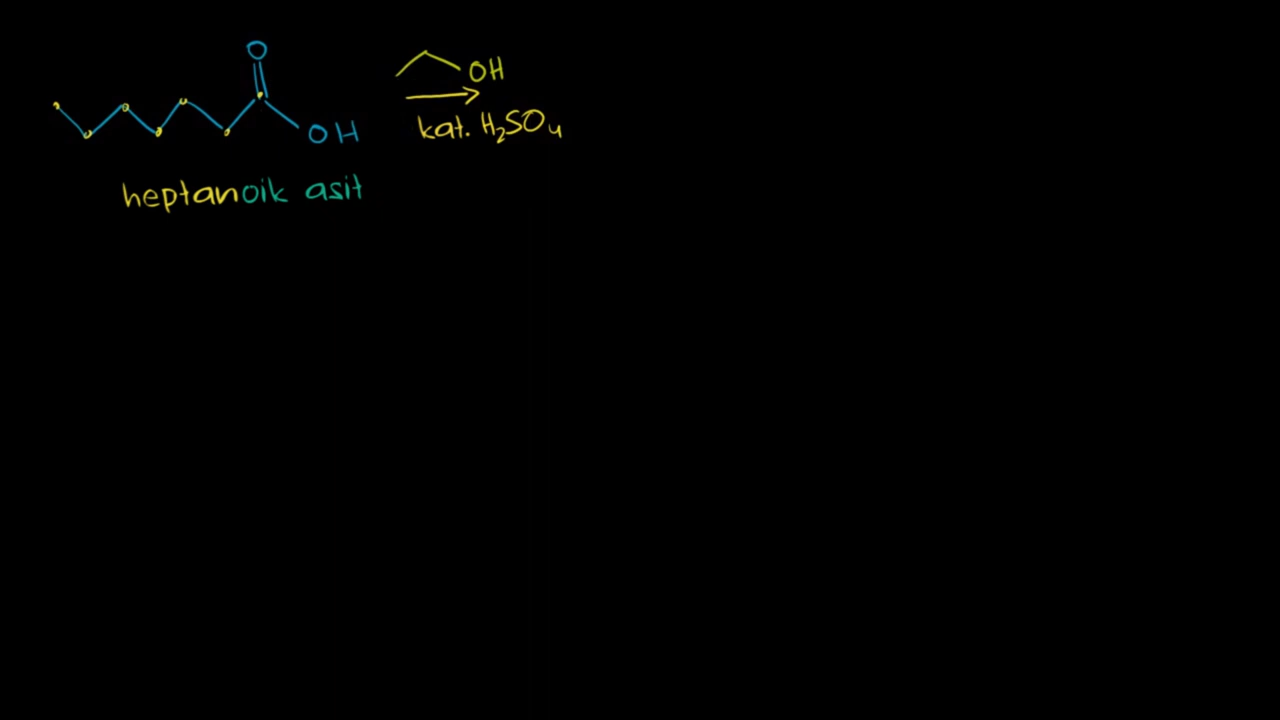 O
OH
OH
kat. H₂SO₄
heptanoik asit